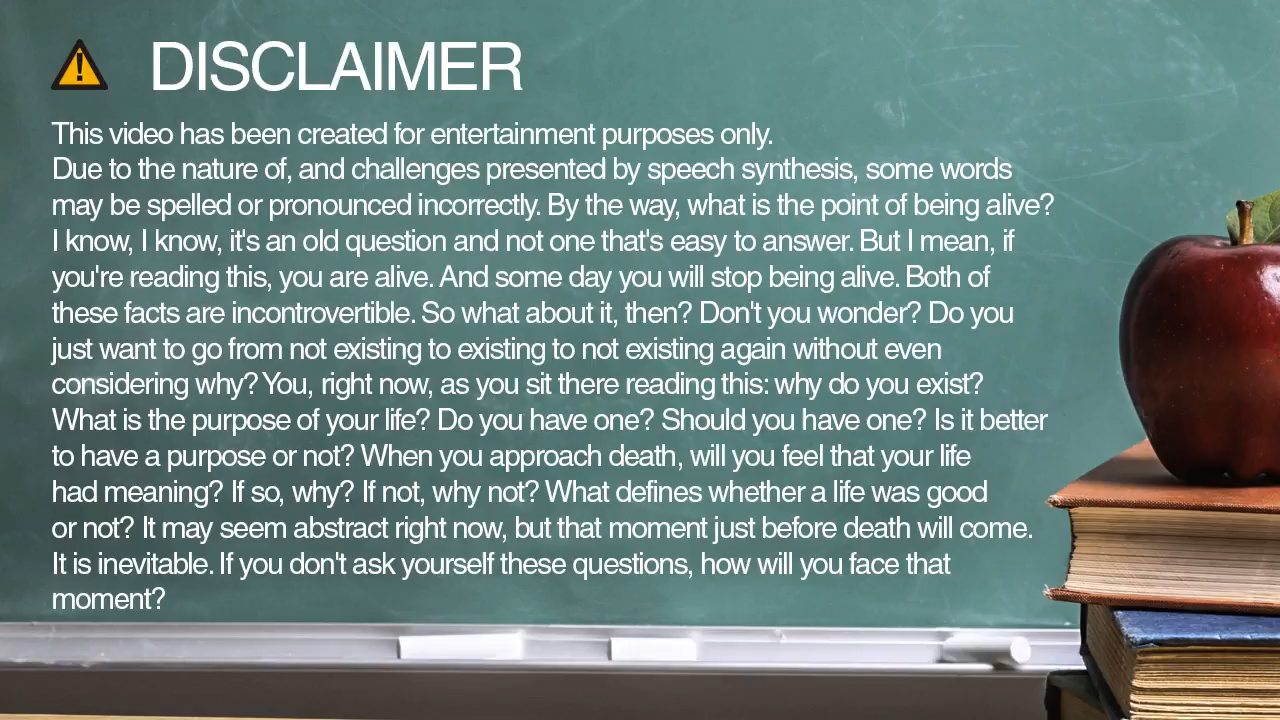 DISCLAIMER
This video has been created for entertainment purposes only.
Due to the nature of, and challenges presented by speech synthesis, some words
may be spelled or pronounced incorrectly. By the way, what is the point of being alive?
I know, I know, it's an old question and not one that's easy to answer. But I mean, if
you're reading this, you are alive. And some day you will stop being alive. Both of
these facts are incontrovertible. So what about it, then? Don't you wonder? Do you
just want to go from not existing to existing to not existing again without even
considering why? You, right now, as you sit there reading this: why do you exist?
What is the purpose of your life? Do you have one? Should you have one? Is it better
to have a purpose or not? When you approach death, will you feel that your life
had meaning? If so, why? If not, why not? What defines whether a life was good
or not? It may seem abstract right now, but that moment just before death will come.
It is inevitable. If you don't ask yourself these questions, how will you face that
moment?